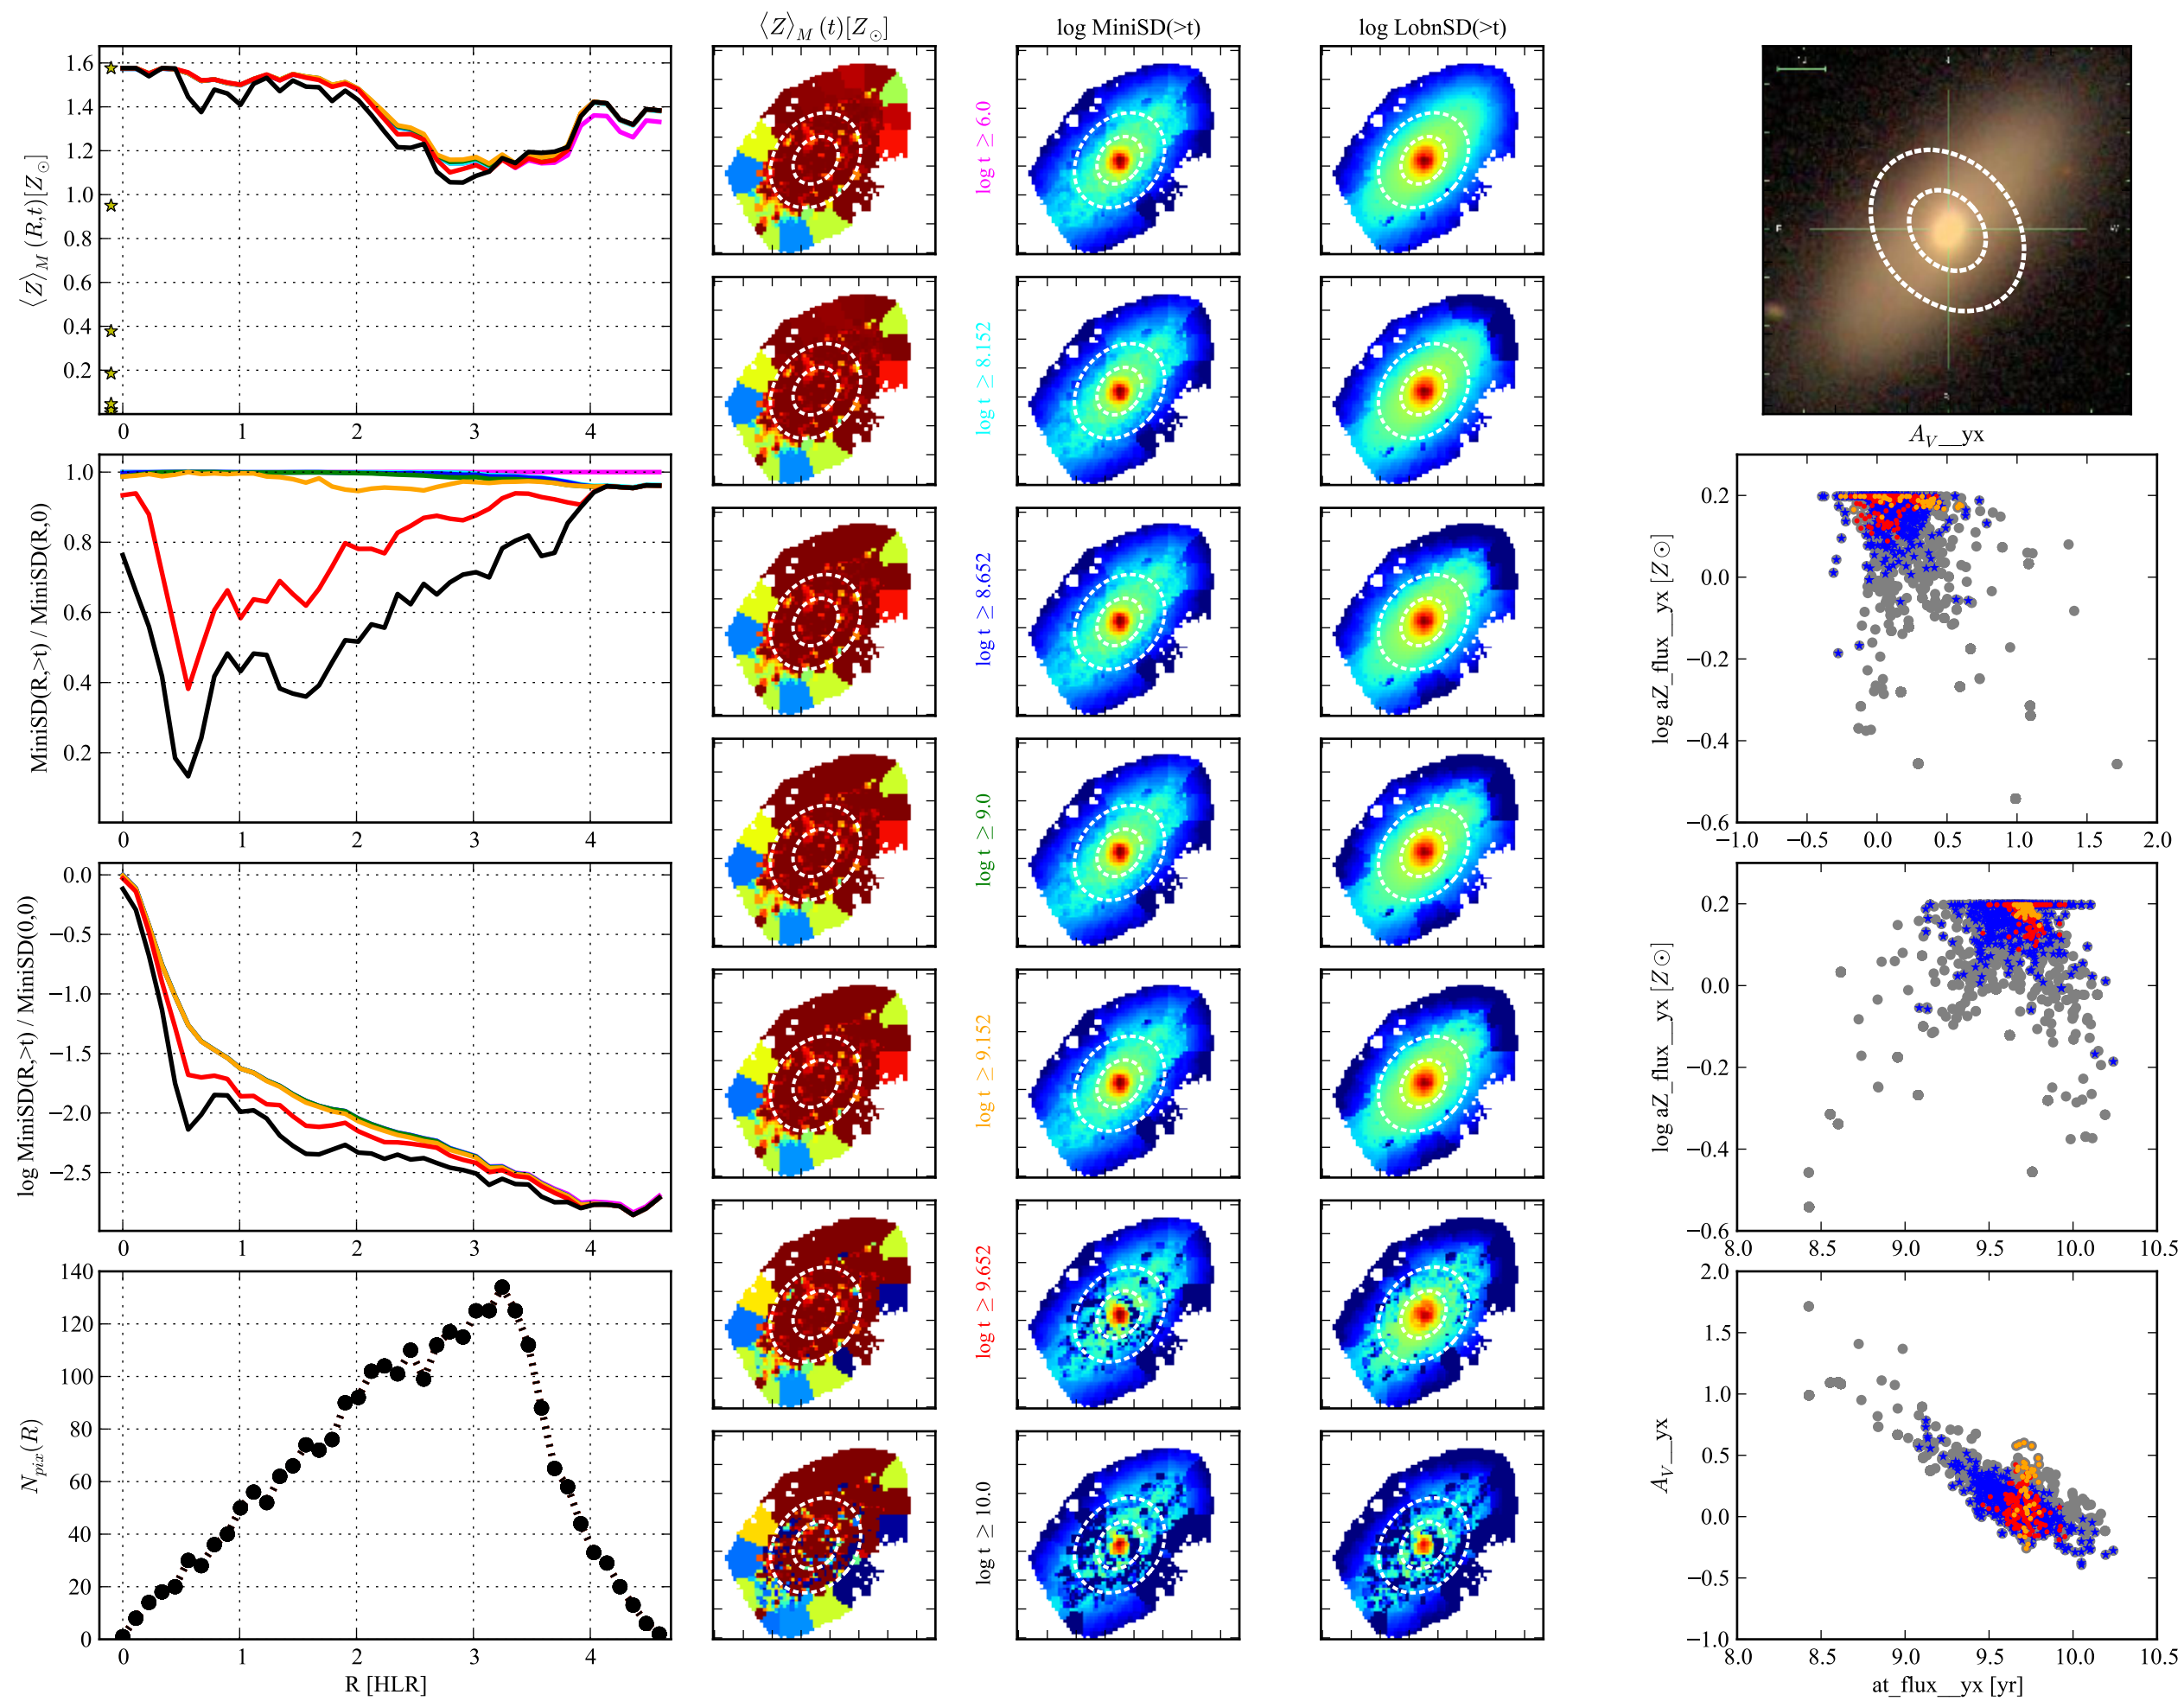 ⟨Z⟩_M (t)[Z_⊙]
log MiniSD(>t)
log LobnSD(>t)
⟨Z⟩_M (R,t)[Z_⊙]
1.6
1.4
1.2
1.0
0.8
0.6
0.4
0.2
0 1 2 3 4
MiniSD(R,>t) / MiniSD(R,0)
1.0
0.8
0.6
0.4
0.2
0 1 2 3 4
log MiniSD(R,>t) / MiniSD(0,0)
0.0
−0.5
−1.0
−1.5
−2.0
−2.5
0 1 2 3 4
N_pix(R)
140
120
100
80
60
40
20
0
0 1 2 3 4
R [HLR]
log t ≥ 6.0
log t ≥ 8.152
log t ≥ 8.652
log t ≥ 9.0
log t ≥ 9.152
log t ≥ 9.652
log t ≥ 10.0
A_V__yx
log aZ_flux__yx [Z⊙]
0.2
0.0
−0.2
−0.4
−0.6
−1.0 −0.5 0.0 0.5 1.0 1.5 2.0
log aZ_flux__yx [Z⊙]
0.2
0.0
−0.2
−0.4
−0.6
8.0 8.5 9.0 9.5 10.0 10.5
A_V__yx
2.0
1.5
1.0
0.5
0.0
−0.5
−1.0
8.0 8.5 9.0 9.5 10.0 10.5
at_flux__yx [yr]